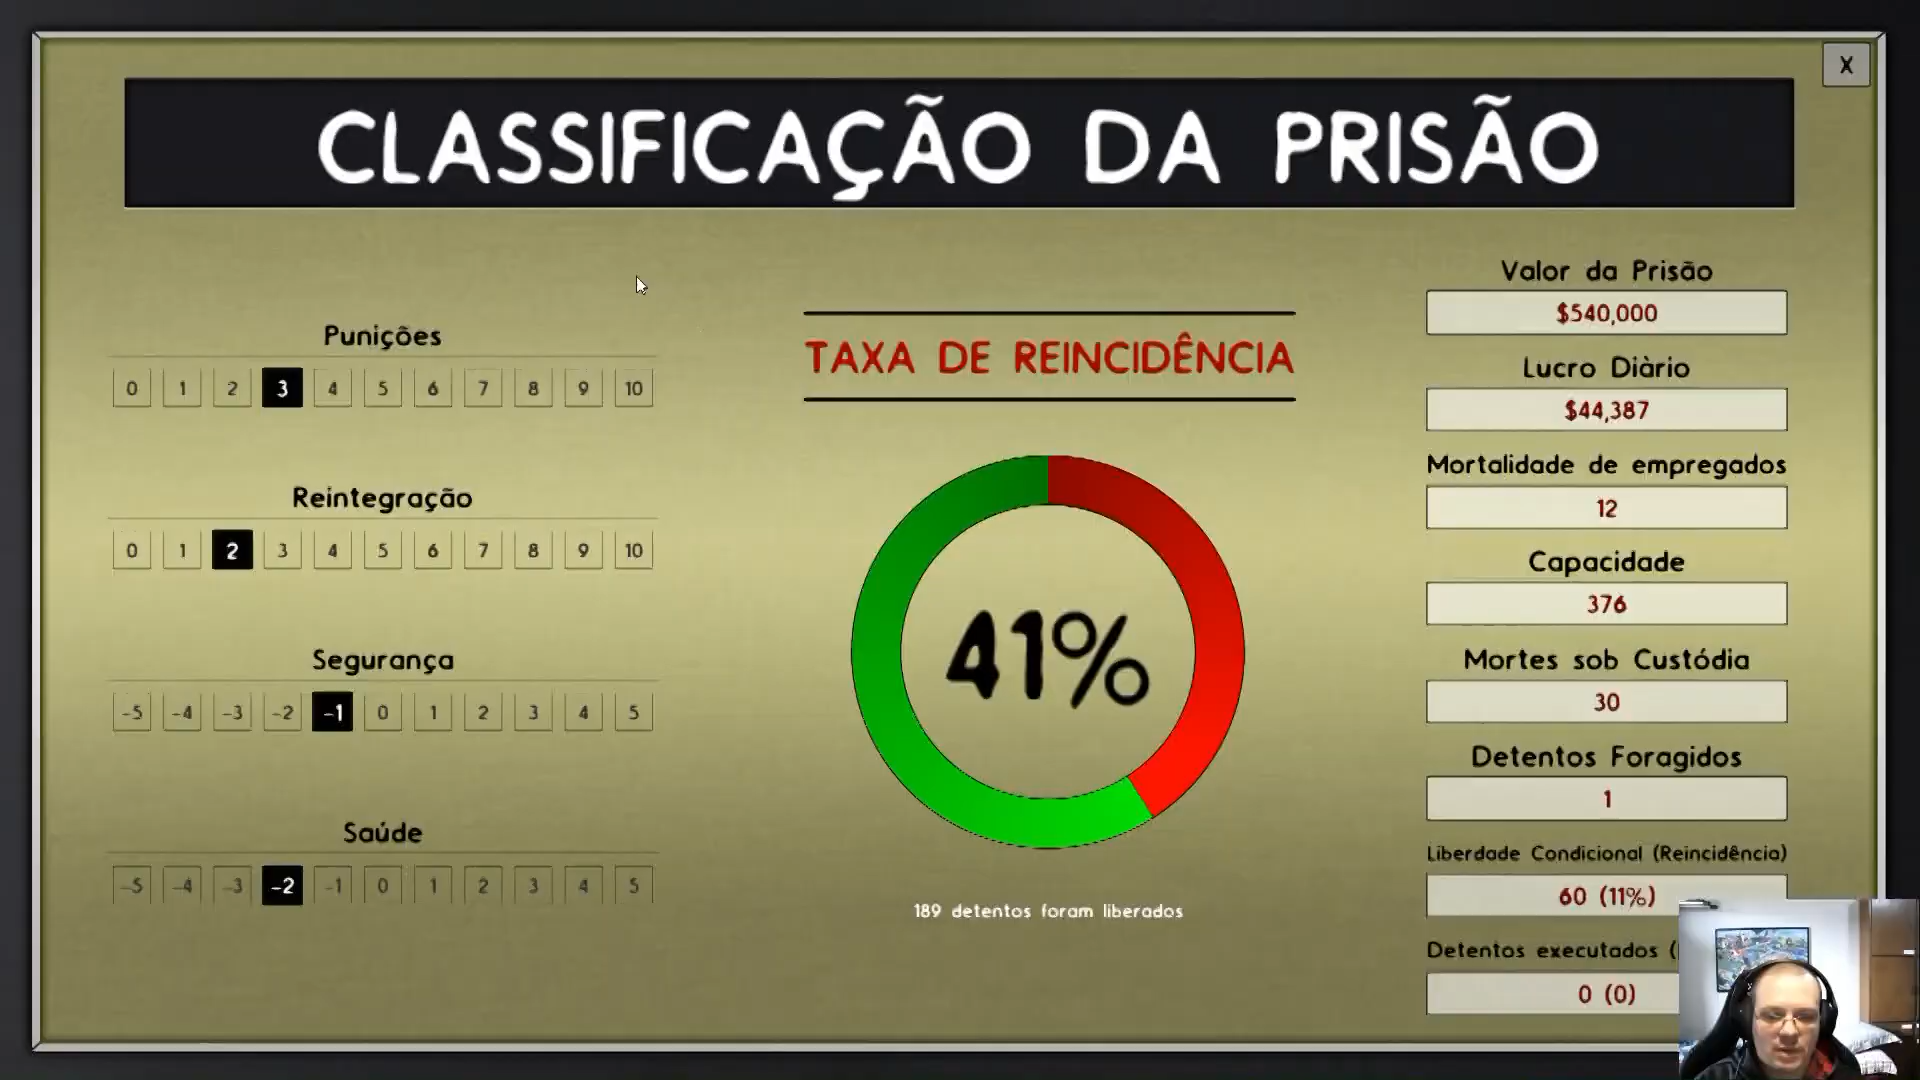 X
CLASSIFICAÇÃO DA PRISÃO
Punições
0 1 2 3 4 5 6 7 8 9 10
Reintegração
0 1 2 3 4 5 6 7 8 9 10
Segurança
-5 -4 -3 -2 -1 0 1 2 3 4 5
Saúde
-5 -4 -3 -2 -1 0 1 2 3 4 5
TAXA DE REINCIDÊNCIA
41%
189 detentos foram liberados
Valor da Prisão
$540,000
Lucro Diàrio
$44,387
Mortalidade de empregados
12
Capacidade
376
Mortes sob Custódia
30
Detentos Foragidos
1
Liberdade Condicional (Reincidência)
60 (11%)
Detentos executados (
0 (0)